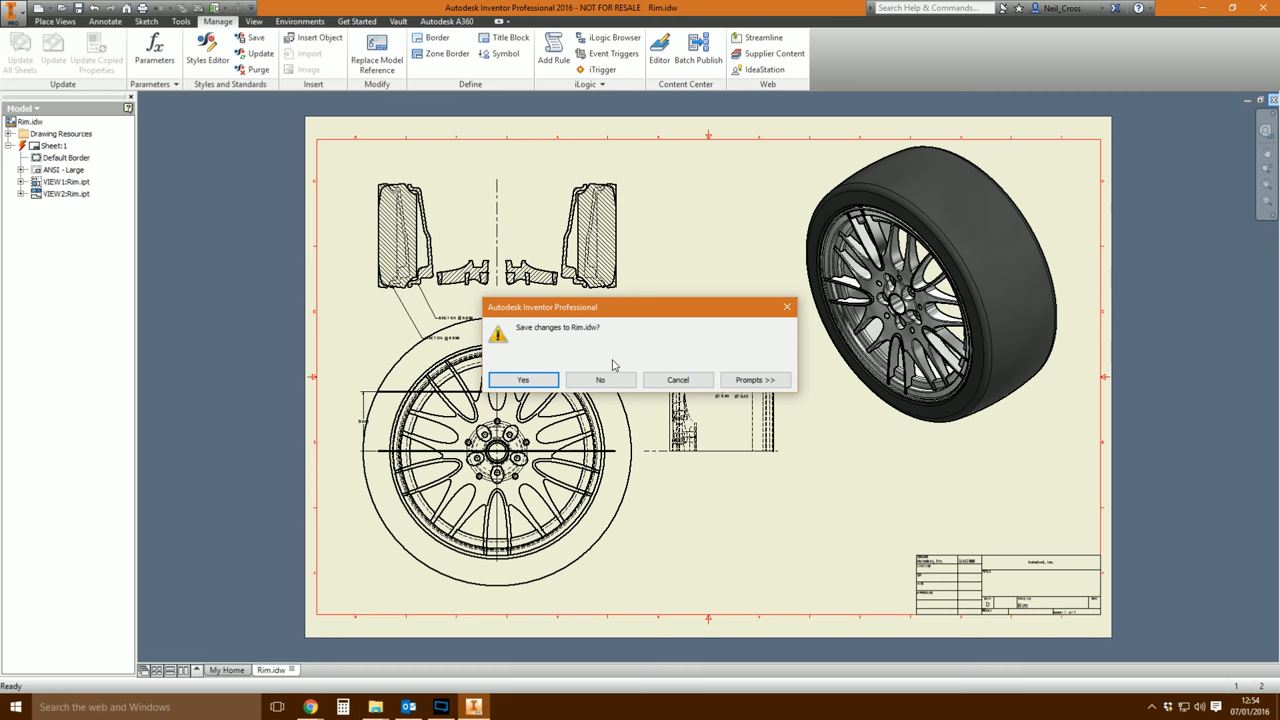 Autodesk Inventor Professional 2016 - NOT FOR RESALE Rim.idw
Search Help & Commands...
Neil_Cross
PRO
Place Views Annotate Sketch Tools Manage View Environments Get Started Vault Autodesk A360
Update All Sheets
Update
Update Copied Properties
Update
Parameters
Parameters
Styles Editor
Save
Update
Purge
Styles and Standards
Insert Object
Import
Image
Insert
Replace Model Reference
Modify
Border
Zone Border
Title Block
Symbol
Define
Add Rule
iLogic Browser
Event Triggers
iTrigger
iLogic
Editor
Batch Publish
Content Center
Streamline
Supplier Content
IdeaStation
Web
Model
Rim.idw
Drawing Resources
Sheet:1
Default Border
ANSI - Large
VIEW1:Rim.ipt
VIEW2:Rim.ipt
Autodesk Inventor Professional
Save changes to Rim.idw?
Yes No Cancel Prompts >>
Autodesk, Inc.
D
Rim
My Home Rim.idw
Ready
1 2
Search the web and Windows
12:54
07/01/2016